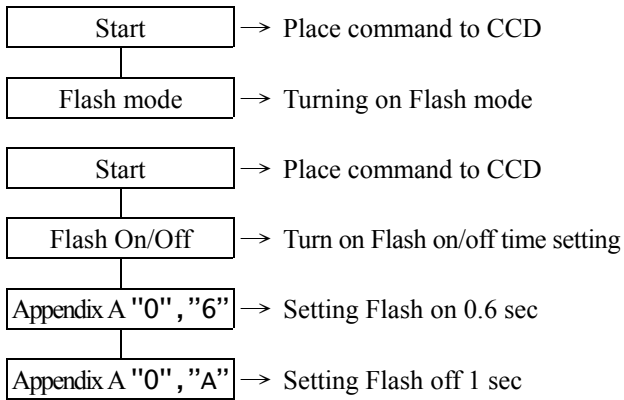 Start → Place command to CCD
Flash mode → Turning on Flash mode
Start → Place command to CCD
Flash On/Off → Turn on Flash on/off time setting
Appendix A "0","6” → Setting Flash on 0.6 sec
Appendix A "0","A” → Setting Flash off 1 sec